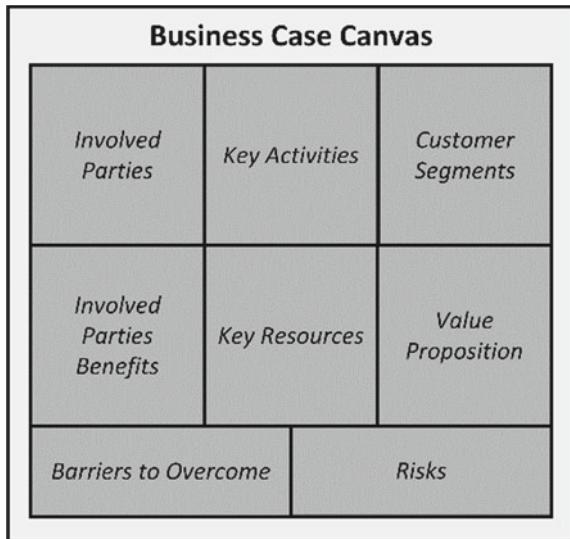 Business Case Canvas
Involved
Parties
Key Activities
Customer
Segments
Involved
Parties
Benefits
Key Resources
Value
Proposition
Barriers to Overcome
Risks